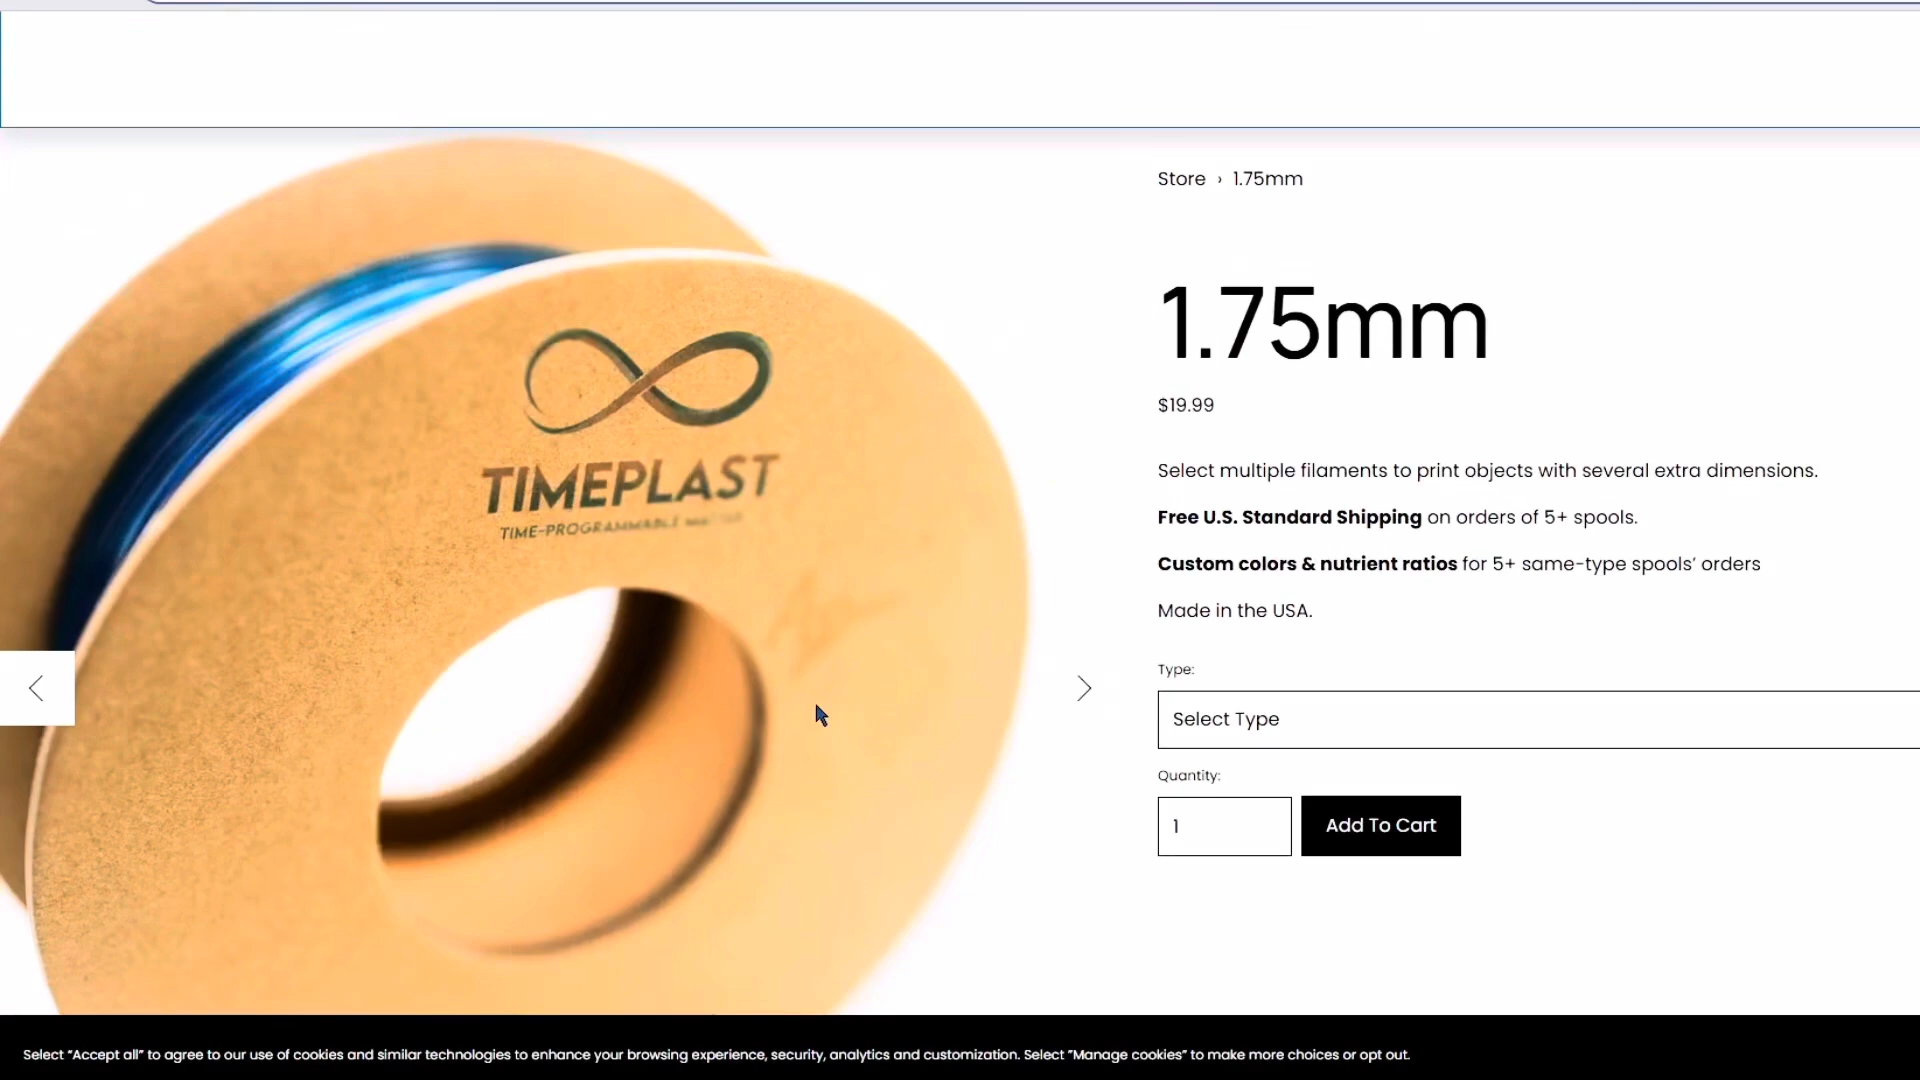 Store › 1.75mm
1.75mm
$19.99
Select multiple filaments to print objects with several extra dimensions.
Free U.S. Standard Shipping on orders of 5+ spools.
Custom colors & nutrient ratios for 5+ same-type spools’ orders
Made in the USA.
Type:
Select Type
Quantity:
1
Add To Cart
TIMEPLAST
TIME-PROGRAMMABLE MATTER
Select “Accept all” to agree to our use of cookies and similar technologies to enhance your browsing experience, security, analytics and customization. Select “Manage cookies” to make more choices or opt out.